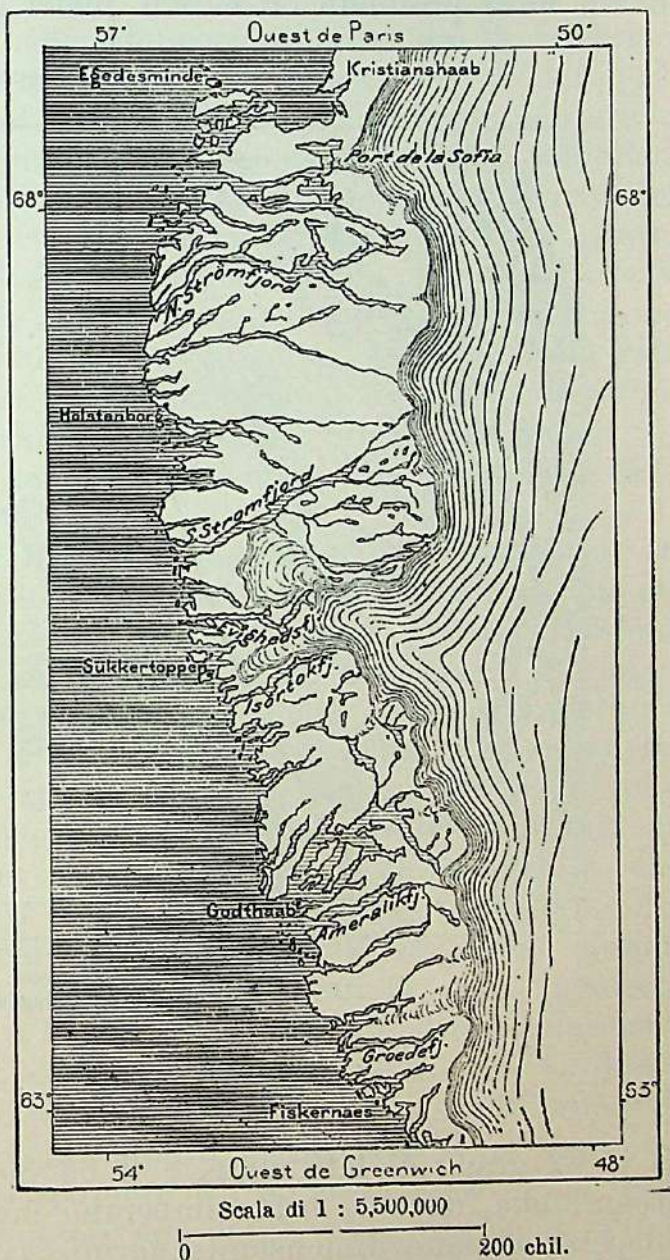 57° Ouest de Paris 50°
Egedesminde Kristianshaab
Port de la Sofia
68° 68°
N. Strömfjord
Holstenborg
S. Strömfjord
Evighedsfj.
Sukkertoppen
Isortokfj.
Godthaab
Ameralikfj.
Groedefj.
63° 63°
Fiskernaes
54° Ouest de Greenwich 48°
Scala di 1 : 5,500,000
0 200 chil.